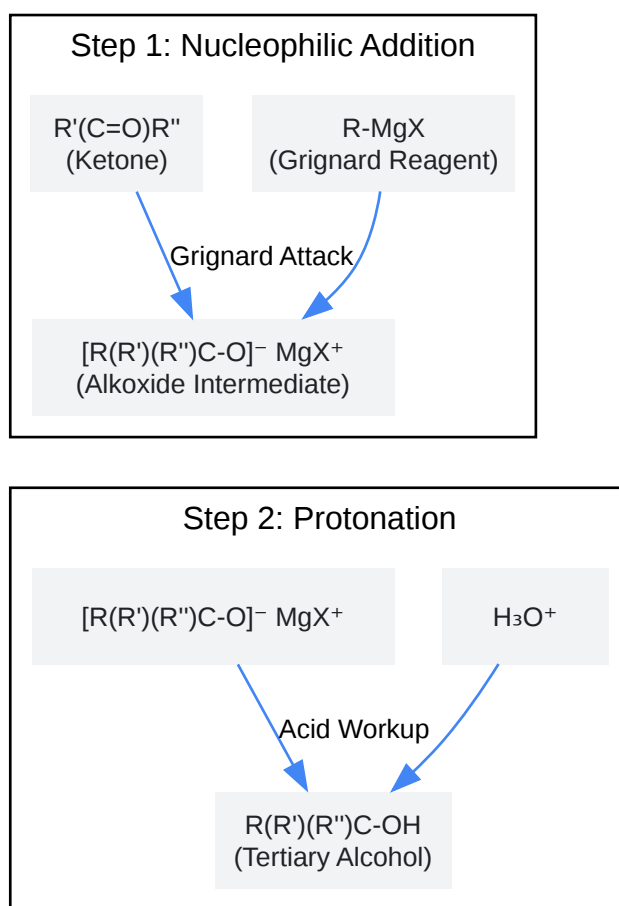 Step 1: Nucleophilic Addition
R'(C=O)R"
(Ketone)
R-MgX
(Grignard Reagent)
Grignard Attack
[R(R')(R")C-O]⁻ MgX⁺
(Alkoxide Intermediate)
Step 2: Protonation
[R(R')(R")C-O]⁻ MgX⁺
H₃O⁺
Acid Workup
R(R')(R")C-OH
(Tertiary Alcohol)